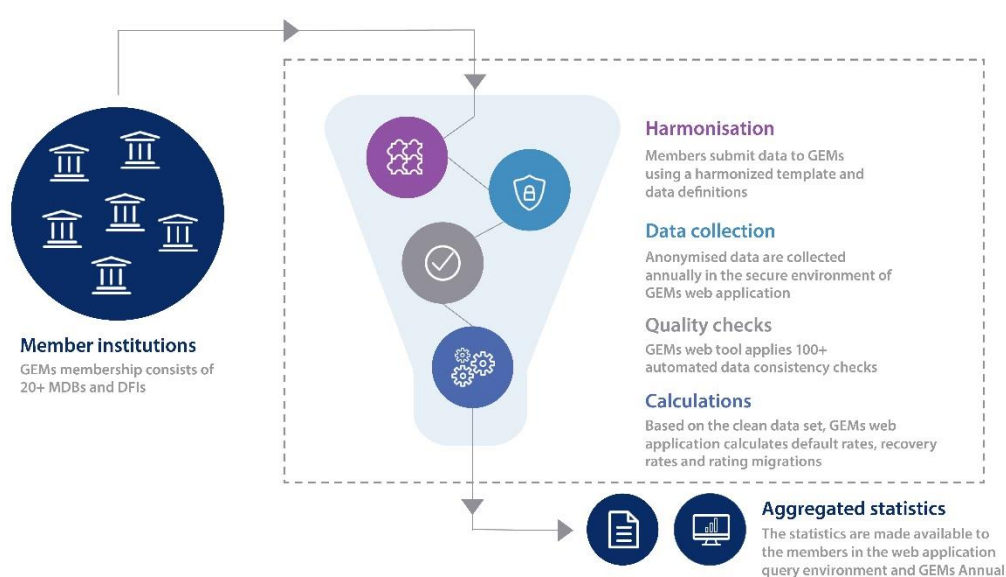 Harmonisation
Members submit data to GEMs
using a harmonized template and
data definitions
Data collection
Anonymised data are collected
annually in the secure environment of
GEMs web application
Quality checks
GEMs web tool applies 100+
automated data consistency checks
Calculations
Based on the clean data set, GEMs web
application calculates default rates, recovery
rates and rating migrations
Member institutions
GEMs membership consists of
20+ MDBs and DFIs
Aggregated statistics
The statistics are made available to
the members in the web application
query environment and GEMs Annual